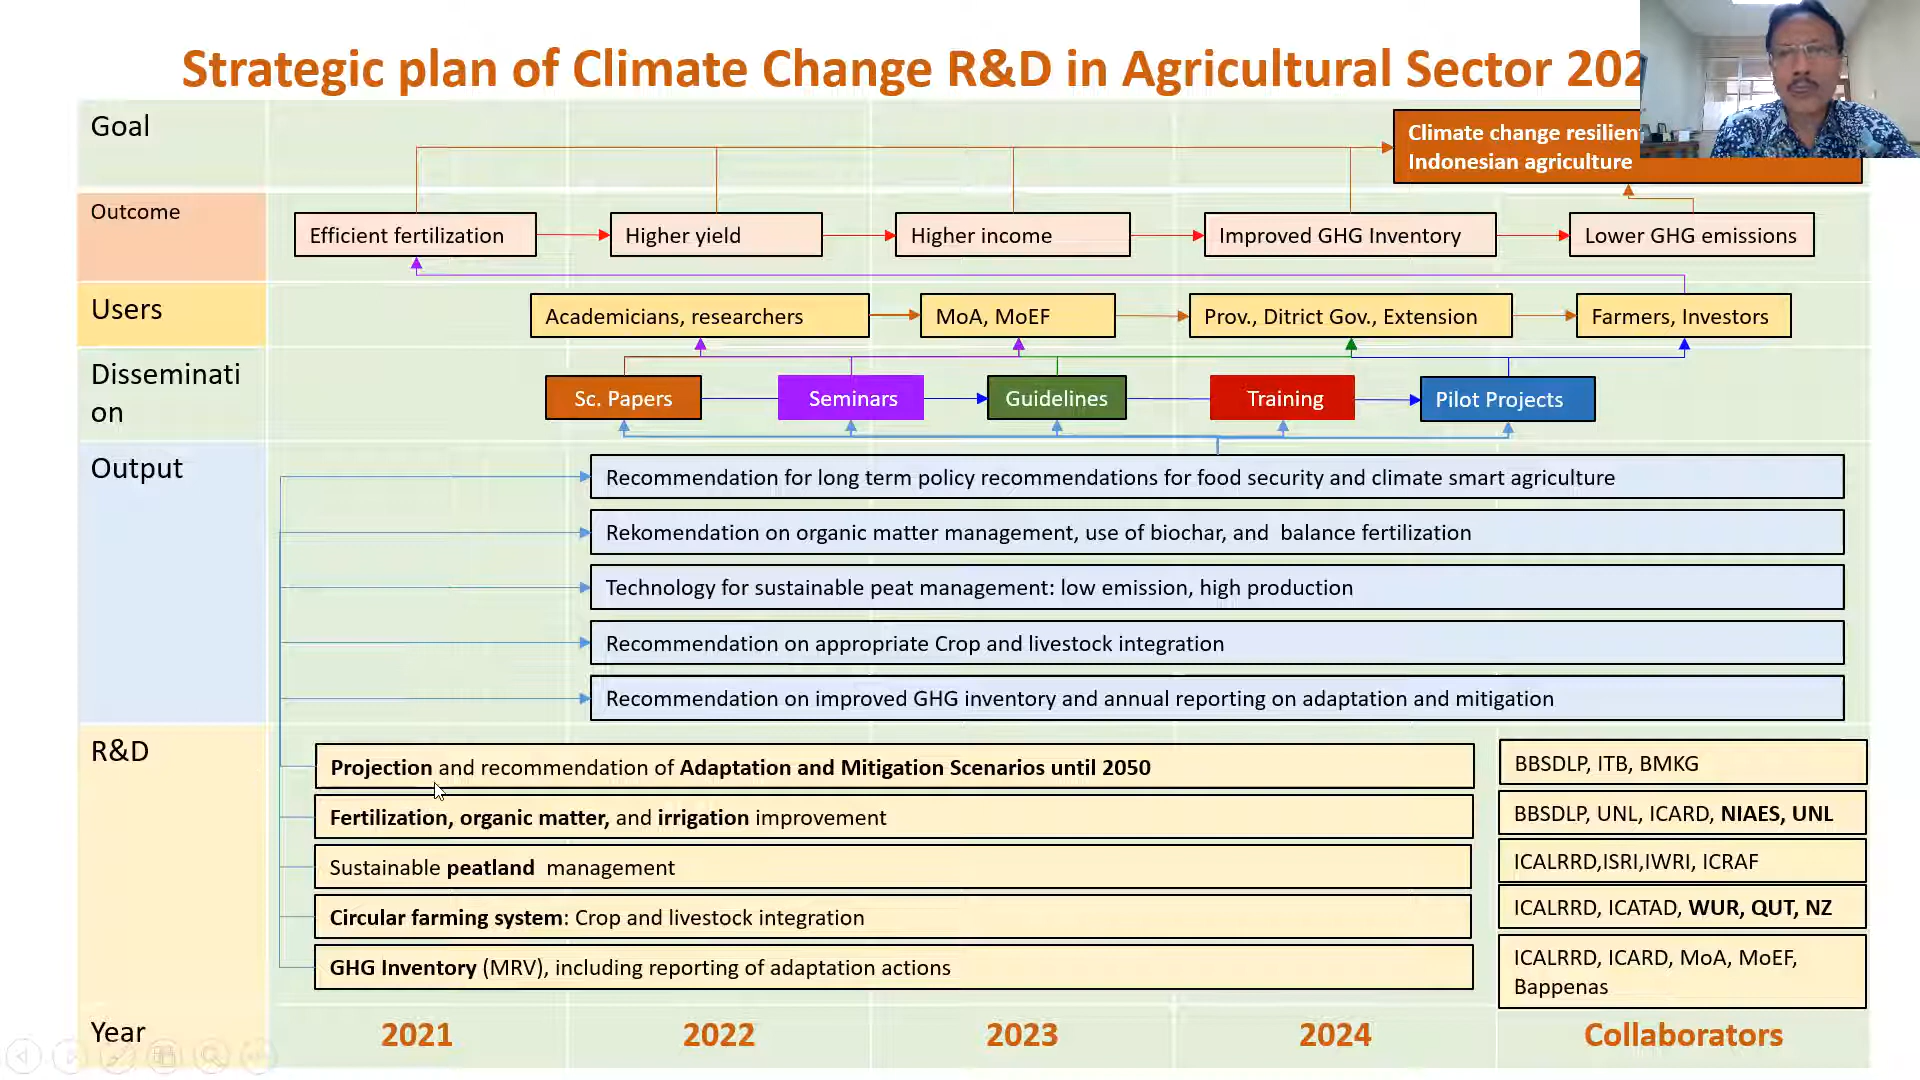 Strategic plan of Climate Change R&D in Agricultural Sector 202
Goal
Climate change resilien
Indonesian agriculture
Outcome
Efficient fertilization
Higher yield
Higher income
Improved GHG Inventory
Lower GHG emissions
Users
Academicians, researchers
MoA, MoEF
Prov., Ditrict Gov., Extension
Farmers, Investors
Disseminati
on
Sc. Papers
Seminars
Guidelines
Training
Pilot Projects
Output
Recommendation for long term policy recommendations for food security and climate smart agriculture
Rekomendation on organic matter management, use of biochar, and balance fertilization
Technology for sustainable peat management: low emission, high production
Recommendation on appropriate Crop and livestock integration
Recommendation on improved GHG inventory and annual reporting on adaptation and mitigation
R&D
Projection and recommendation of Adaptation and Mitigation Scenarios until 2050
BBSDLP, ITB, BMKG
Fertilization, organic matter, and irrigation improvement
BBSDLP, UNL, ICARD, NIAES, UNL
Sustainable peatland management
ICALRRD,ISRI,IWRI, ICRAF
Circular farming system: Crop and livestock integration
ICALRRD, ICATAD, WUR, QUT, NZ
GHG Inventory (MRV), including reporting of adaptation actions
ICALRRD, ICARD, MoA, MoEF,
Bappenas
Year
2021
2022
2023
2024
Collaborators